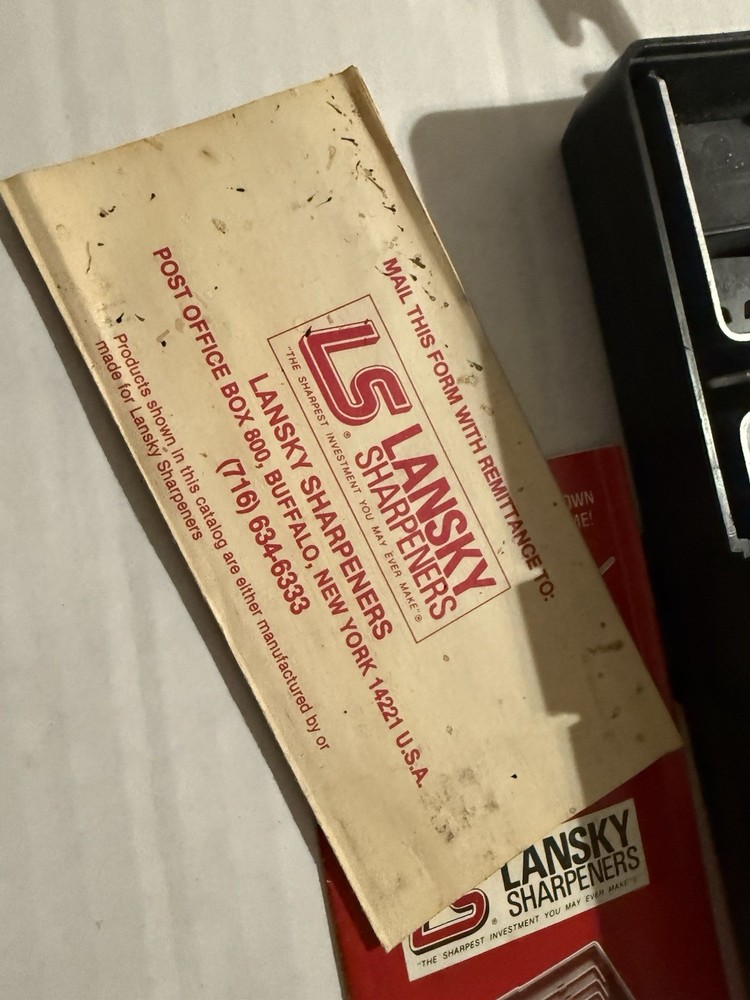 MAIL THIS FORM WITH REMITTANCE TO:
LS® LANSKY
SHARPENERS
"THE SHARPEST INVESTMENT YOU MAY EVER MAKE"®
LANSKY SHARPENERS
POST OFFICE BOX 800, BUFFALO, NEW YORK 14221 U.S.A.
(716) 634-6333
Products shown in this catalog are either manufactured by or
made for Lansky Sharpeners
LANSKY
® SHARPENERS
"THE SHARPEST INVESTMENT YOU MAY EVER MAKE"®